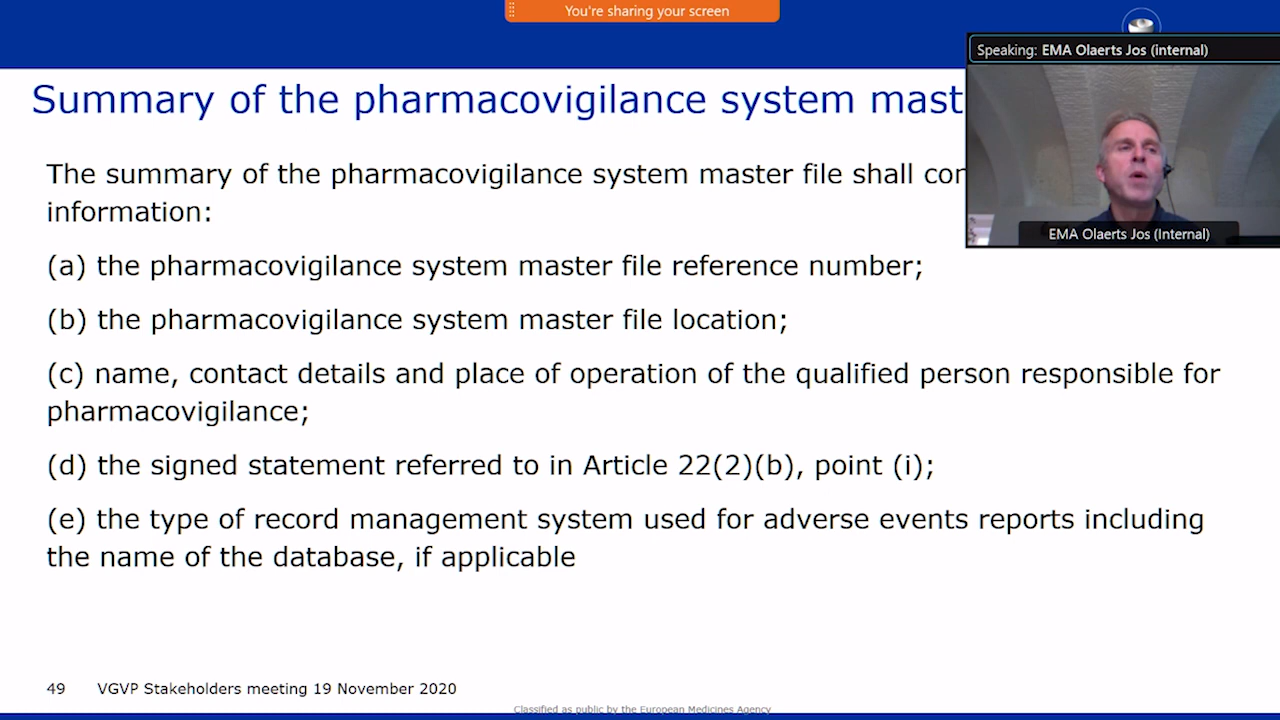 You're sharing your screen
Speaking: EMA Olaerts Jos (internal)
Summary of the pharmacovigilance system mast
The summary of the pharmacovigilance system master file shall con
information:
EMA Olaerts Jos (Internal)
(a) the pharmacovigilance system master file reference number;
(b) the pharmacovigilance system master file location;
(c) name, contact details and place of operation of the qualified person responsible for
pharmacovigilance;
(d) the signed statement referred to in Article 22(2)(b), point (i);
(e) the type of record management system used for adverse events reports including
the name of the database, if applicable
49 VGVP Stakeholders meeting 19 November 2020
Classified as public by the European Medicines Agency